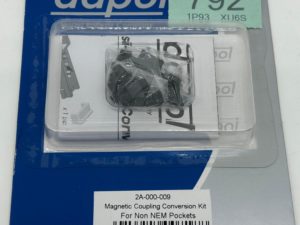 dapol
792
1P93 XU6S
2A-000-009
Magnetic Coupling Conversion Kit
For Non NEM Pockets